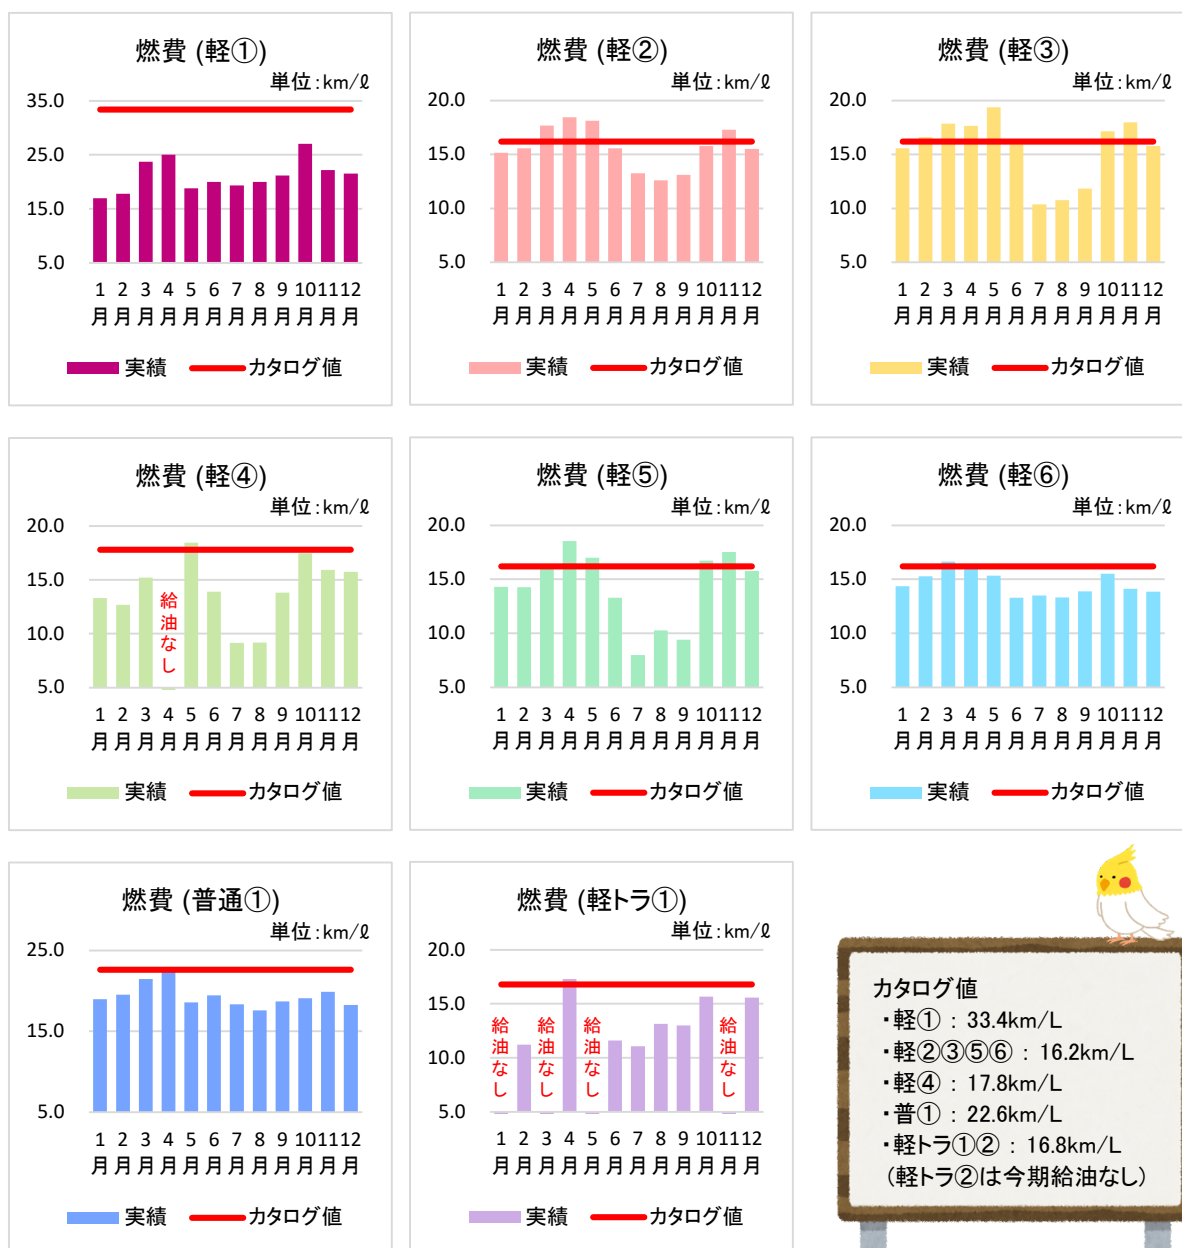 燃費 (軽①)
単位：km/ℓ
35.0
25.0
15.0
5.0
1 2 3 4 5 6 7 8 9 10 11 12
月 月 月 月 月 月 月 月 月 月 月 月
実績 カタログ値
燃費 (軽②)
単位：km/ℓ
20.0
15.0
10.0
5.0
1 2 3 4 5 6 7 8 9 10 11 12
月 月 月 月 月 月 月 月 月 月 月 月
実績 カタログ値
燃費 (軽③)
単位：km/ℓ
20.0
15.0
10.0
5.0
1 2 3 4 5 6 7 8 9 10 11 12
月 月 月 月 月 月 月 月 月 月 月 月
実績 カタログ値
燃費 (軽④)
単位：km/ℓ
20.0
15.0
10.0
5.0
給油なし
1 2 3 4 5 6 7 8 9 10 11 12
月 月 月 月 月 月 月 月 月 月 月 月
実績 カタログ値
燃費 (軽⑤)
単位：km/ℓ
20.0
15.0
10.0
5.0
1 2 3 4 5 6 7 8 9 10 11 12
月 月 月 月 月 月 月 月 月 月 月 月
実績 カタログ値
燃費 (軽⑥)
単位：km/ℓ
20.0
15.0
10.0
5.0
1 2 3 4 5 6 7 8 9 10 11 12
月 月 月 月 月 月 月 月 月 月 月 月
実績 カタログ値
燃費 (普通①)
単位：km/ℓ
25.0
15.0
5.0
1 2 3 4 5 6 7 8 9 10 11 12
月 月 月 月 月 月 月 月 月 月 月 月
実績 カタログ値
燃費 (軽トラ①)
単位：km/ℓ
20.0
15.0
10.0
5.0
給油なし
給油なし
給油なし
給油なし
1 2 3 4 5 6 7 8 9 10 11 12
月 月 月 月 月 月 月 月 月 月 月 月
実績 カタログ値
カタログ値
・軽① : 33.4km/L
・軽②③⑤⑥ : 16.2km/L
・軽④ : 17.8km/L
・普① : 22.6km/L
・軽トラ①② : 16.8km/L
(軽トラ②は今期給油なし)